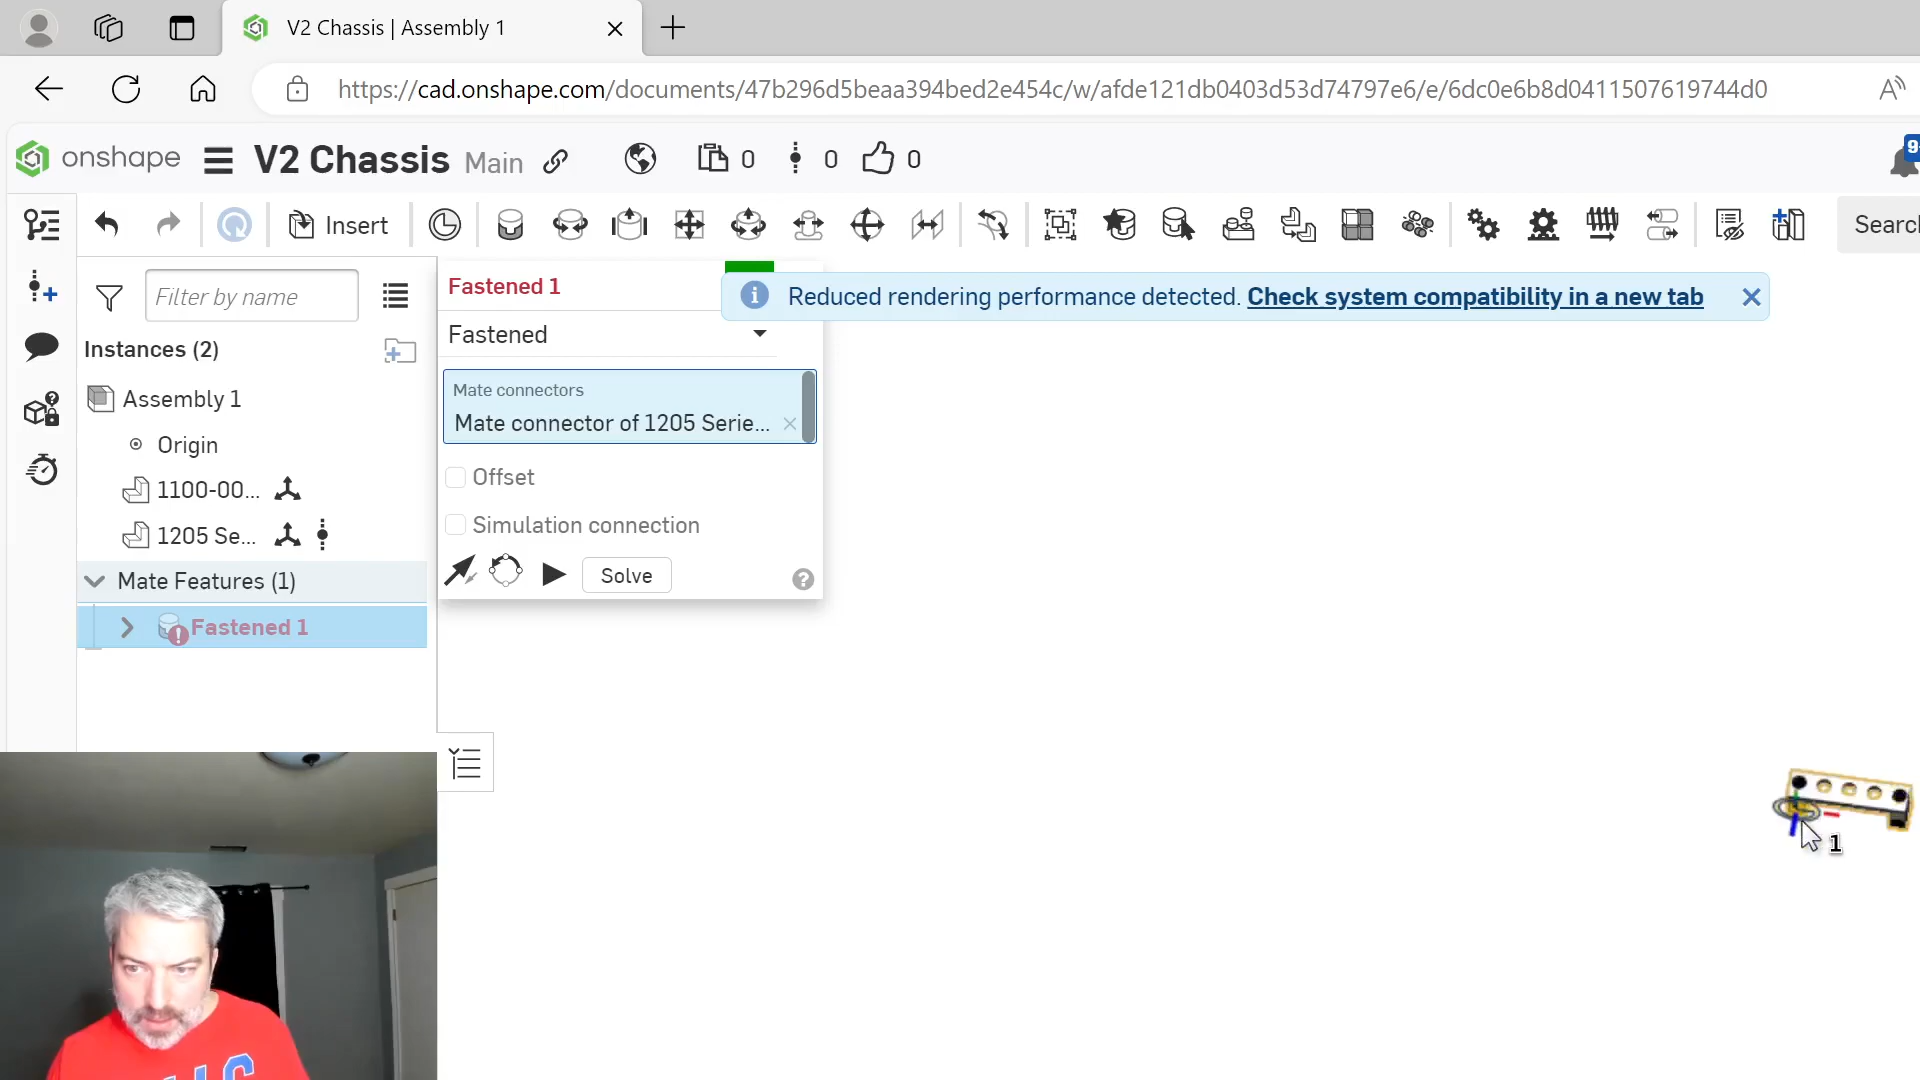 V2 Chassis | Assembly 1
https://cad.onshape.com/documents/47b296d5beaa394bed2e454c/w/afde121db0403d53d74797e6/e/6dc0e6b8d0411507619744d0
onshape
V2 Chassis Main
0
0
0
9+
Insert
Search
Filter by name
Instances (2)
Assembly 1
Origin
1100-00...
1205 Se...
Mate Features (1)
Fastened 1
Fastened 1
Reduced rendering performance detected. Check system compatibility in a new tab
Fastened
Mate connectors
Mate connector of 1205 Serie...
Offset
Simulation connection
Solve
1